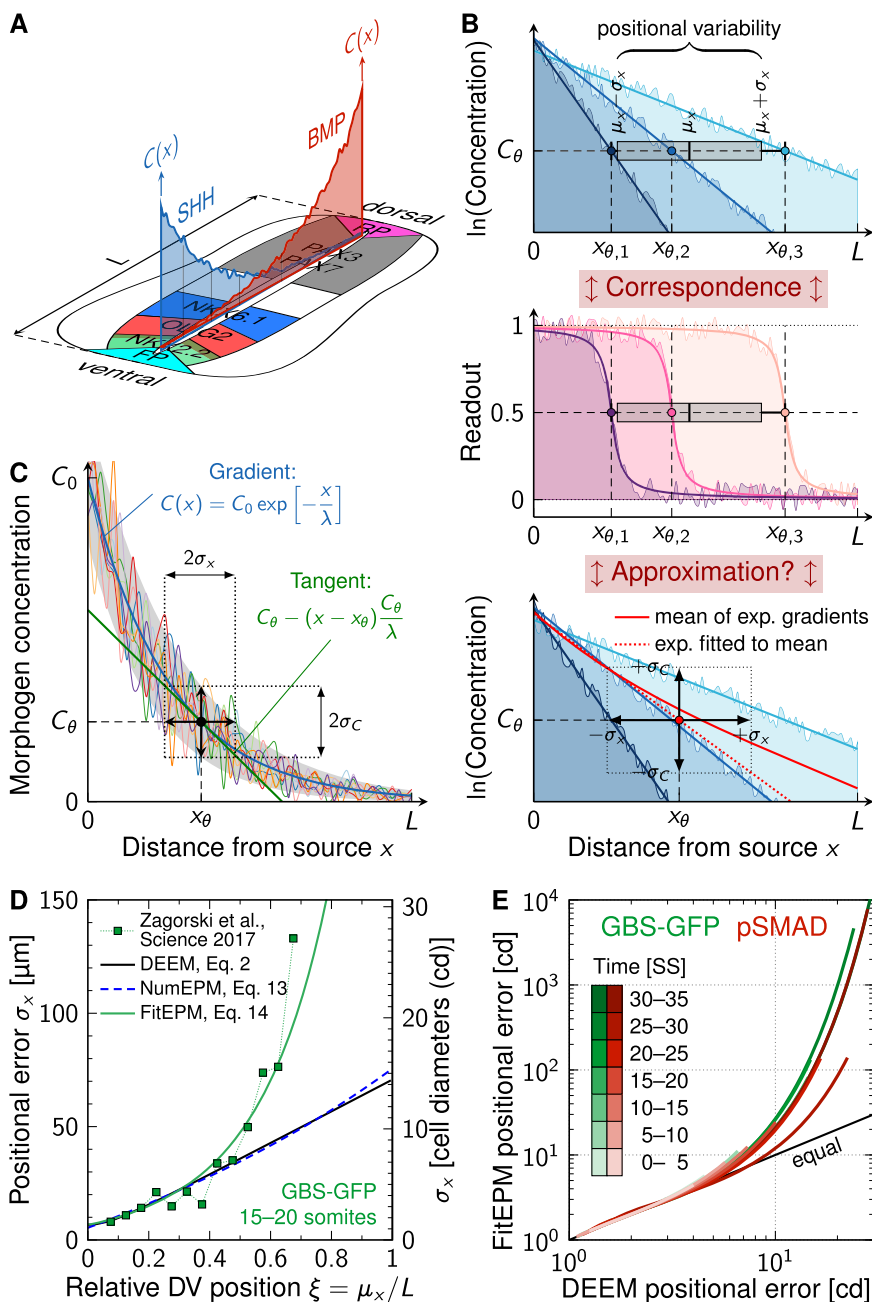 A
C(x)
BMP
C(x)
SHH
dorsal
RP
L
PAX3
PAX7
NKX6.1
OLIG2
NKX2.2
FP
ventral
B
positional variability
μx−σx
μx
μx+σx
ln(Concentration)
Cθ
0
xθ,1
xθ,2
xθ,3
L
↕ Correspondence ↕
Readout
1
0.5
0
0
xθ,1
xθ,2
xθ,3
L
↕ Approximation? ↕
mean of exp. gradients
exp. fitted to mean
ln(Concentration)
Cθ
+σC
−σx
+σx
−σC
0
xθ
L
Distance from source x
C
Morphogen concentration
C0
Gradient:
C(x) = C0 exp [−x/λ]
2σx
Tangent:
Cθ − (x − xθ) Cθ/λ
2σC
Cθ
0
0
xθ
L
Distance from source x
D
Positional error σx [µm]
150
100
50
0
Zagorski et al.,
Science 2017
DEEM, Eq. 2
NumEPM, Eq. 13
FitEPM, Eq. 14
GBS-GFP
15–20 somites
30
20
10
0
σx [cell diameters (cd)]
0
0.2
0.4
0.6
0.8
1
Relative DV position ξ = μx/L
E
FitEPM positional error [cd]
10^4
10^3
10^2
10^1
10^0
GBS-GFP pSMAD
Time [SS]
30–35
25–30
20–25
15–20
10–15
5–10
0– 5
equal
10^0
10^1
DEEM positional error [cd]